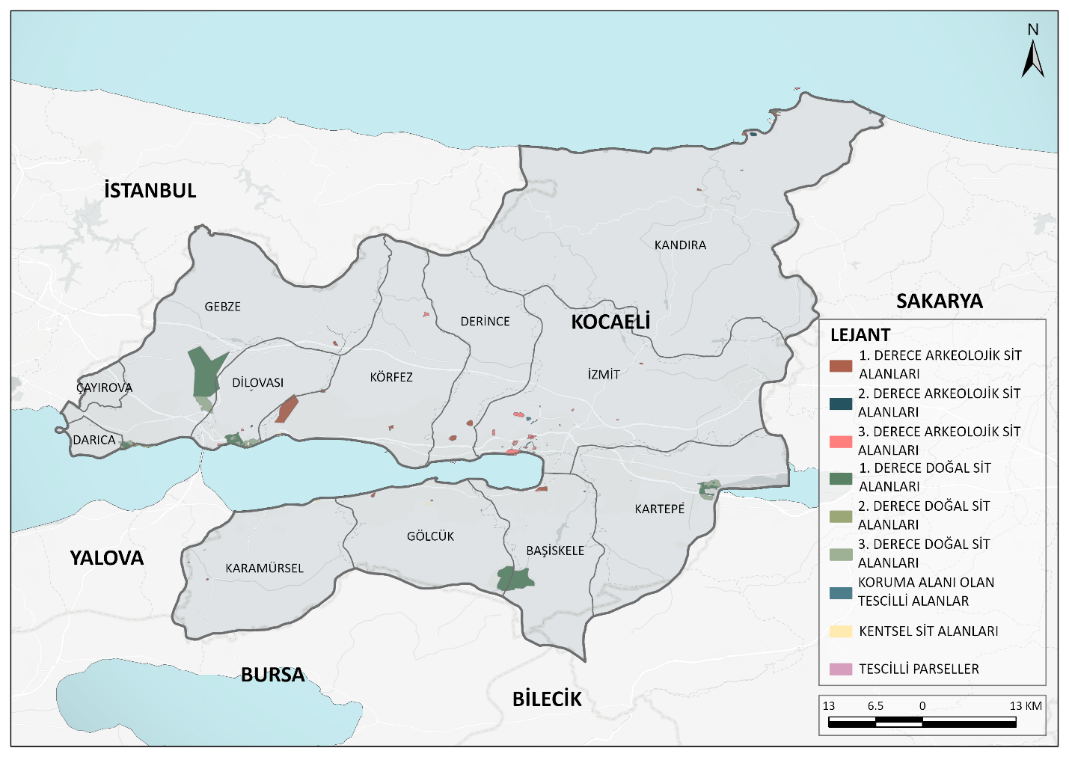 N
İSTANBUL
KANDIRA
SAKARYA
GEBZE
DERİNCE
KOCAELİ
ÇAYIROVA
DİLOVASI
KÖRFEZ
İZMİT
DARICA
KARTEPE
GÖLCÜK
BAŞİSKELE
YALOVA
KARAMÜRSEL
BURSA
BİLECİK
LEJANT
1. DERECE ARKEOLOJİK SİT
ALANLARI
2. DERECE ARKEOLOJİK SİT
ALANLARI
3. DERECE ARKEOLOJİK SİT
ALANLARI
1. DERECE DOĞAL SİT
ALANLARI
2. DERECE DOĞAL SİT
ALANLARI
3. DERECE DOĞAL SİT
ALANLARI
KORUMA ALANI OLAN
TESCİLLİ ALANLAR
KENTSEL SİT ALANLARI
TESCİLLİ PARSELLER
13 6.5 0 13 KM